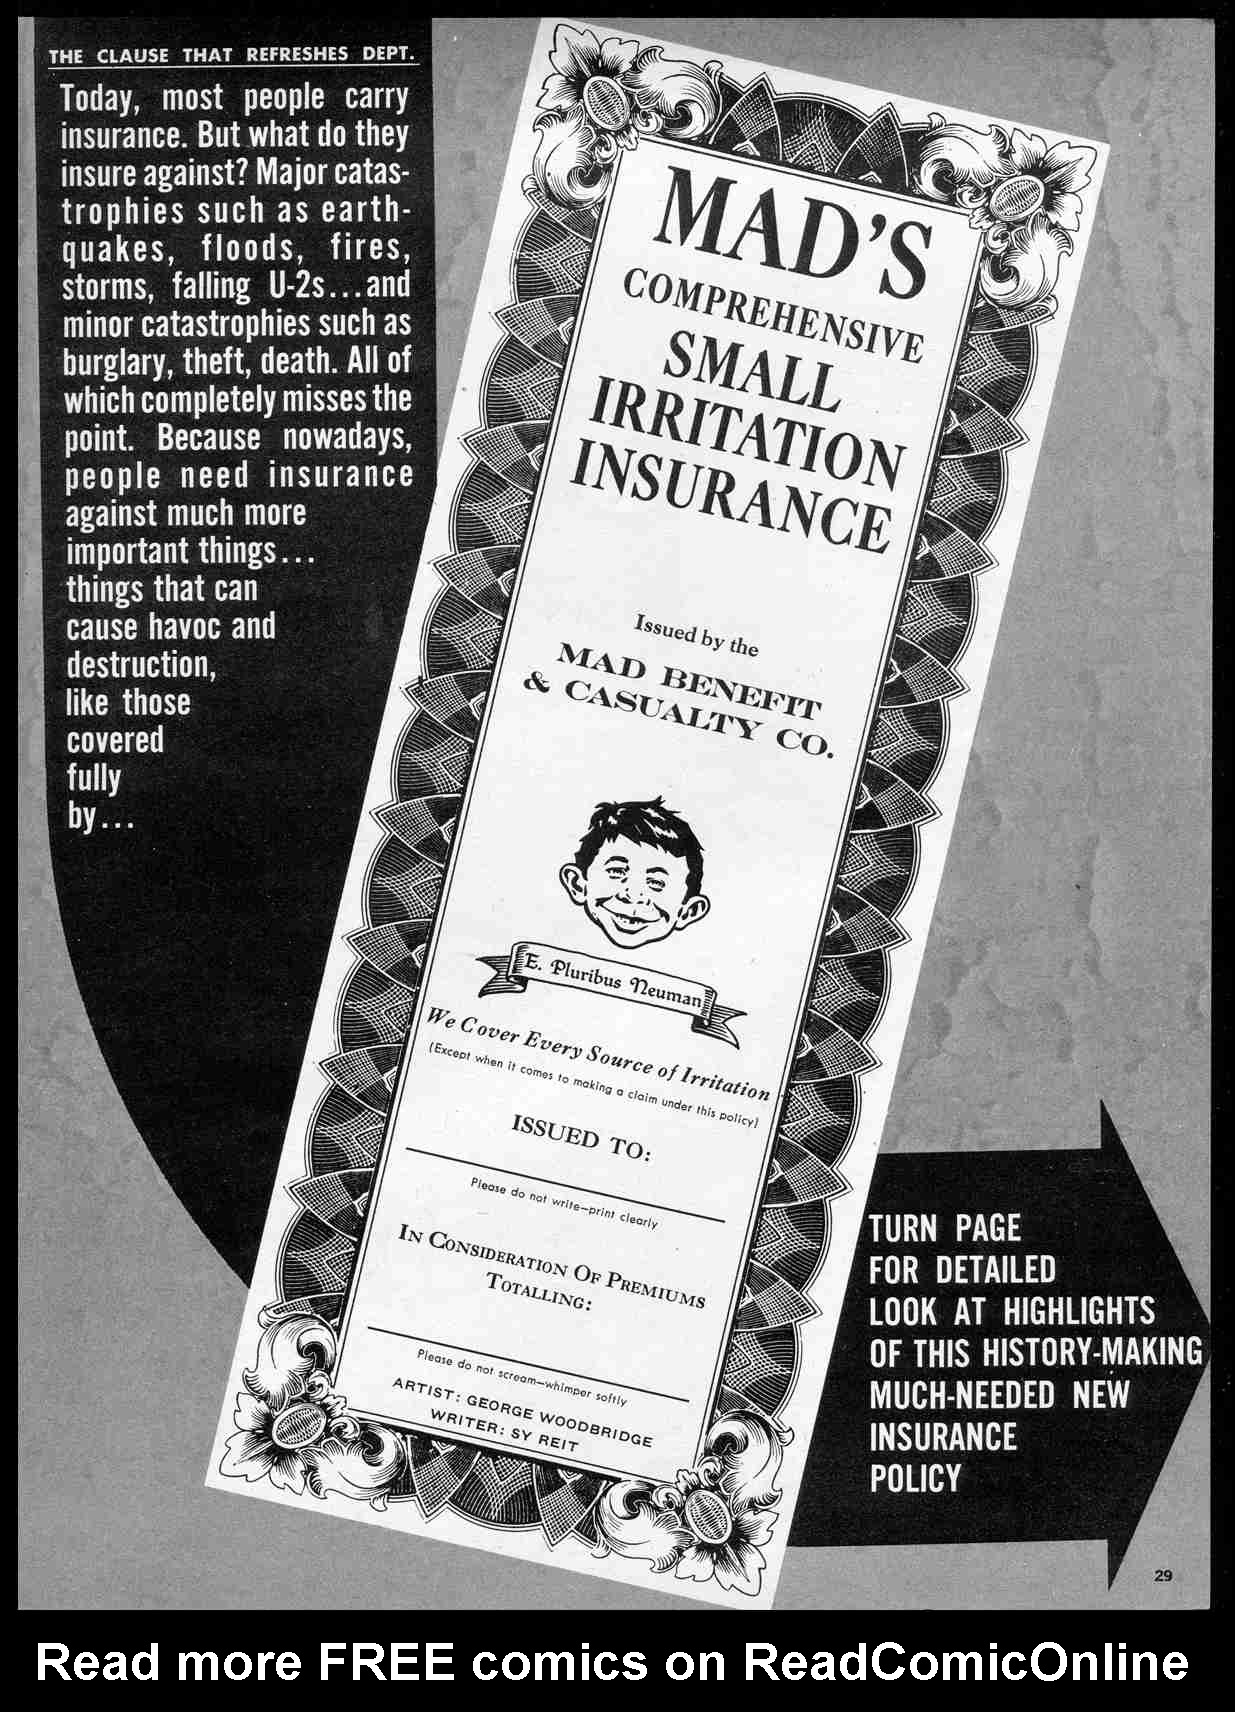 THE CLAUSE THAT REFRESHES DEPT.
Today, most people carry
insurance. But what do they
insure against? Major catas-
trophies such as earth-
quakes, floods, fires,
storms, falling U-2s...and
minor catastrophies such as
burglary, theft, death. All of
which completely misses the
point. Because nowadays,
people need insurance
against much more
important things...
things that can
cause havoc and
destruction,
like those
covered
fully
by...
MAD'S
COMPREHENSIVE
SMALL
IRRITATION
INSURANCE
Issued by the
MAD BENEFIT
& CASUALTY CO.
E. Pluribus Neuman
We Cover Every Source of Irritation
(Except when it comes to making a claim under this policy)
ISSUED TO:
Please do not write—print clearly
IN CONSIDERATION OF PREMIUMS
TOTALLING:
Please do not scream—whimper softly
ARTIST: GEORGE WOODBRIDGE
WRITER: SY REIT
TURN PAGE
FOR DETAILED
LOOK AT HIGHLIGHTS
OF THIS HISTORY-MAKING
MUCH-NEEDED NEW
INSURANCE
POLICY
29
Read more FREE comics on ReadComicOnline